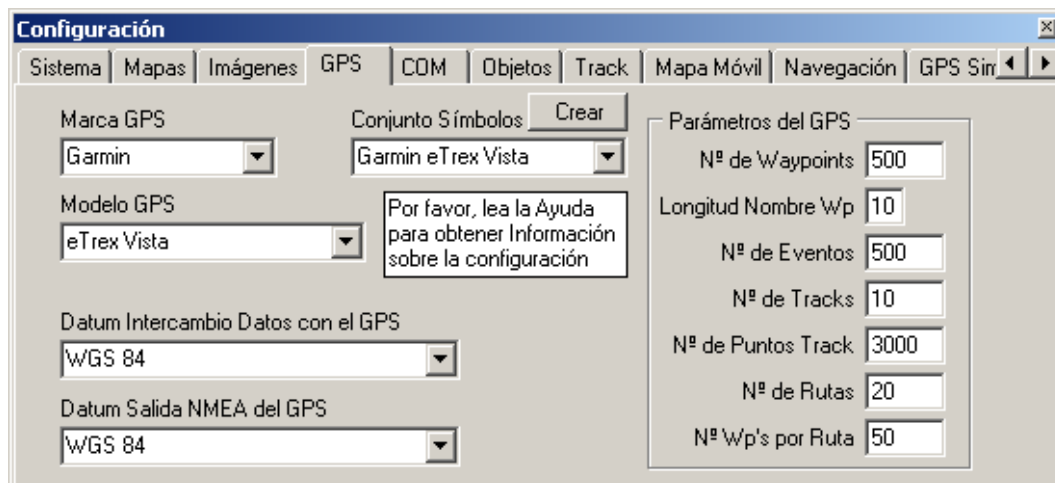 Configuración
Sistema Mapas Imágenes GPS COM Objetos Track Mapa Móvil Navegación GPS Sim
Marca GPS
Garmin
Modelo GPS
eTrex Vista
Conjunto Símbolos Crear
Garmin eTrex Vista
Por favor, lea la Ayuda
para obtener Información
sobre la configuración
Datum Intercambio Datos con el GPS
WGS 84
Datum Salida NMEA del GPS
WGS 84
Parámetros del GPS
Nº de Waypoints 500
Longitud Nombre Wp 10
Nº de Eventos 500
Nº de Tracks 10
Nº de Puntos Track 3000
Nº de Rutas 20
Nº Wp's por Ruta 50